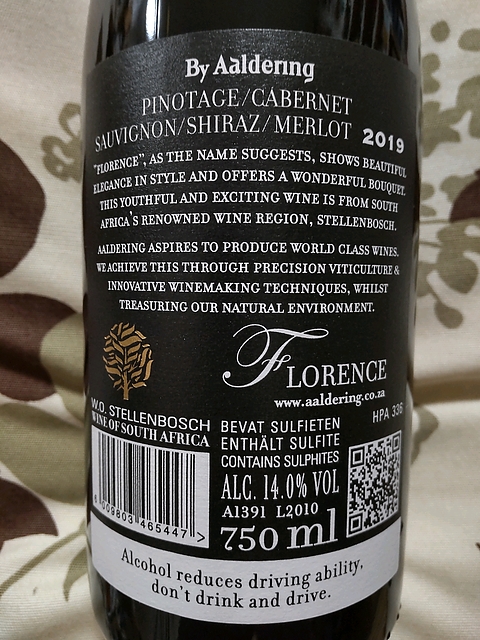 By Aaldering
PINOTAGE/CABERNET
SAUVIGNON/SHIRAZ/MERLOT 2019
"FLORENCE", AS THE NAME SUGGESTS, SHOWS BEAUTIFUL
ELEGANCE IN STYLE AND OFFERS A WONDERFUL BOUQUET.
THIS YOUTHFUL AND EXCITING WINE IS FROM SOUTH
AFRICA'S RENOWNED WINE REGION, STELLENBOSCH.
AALDERING ASPIRES TO PRODUCE WORLD CLASS WINES.
WE ACHIEVE THIS THROUGH PRECISION VITICULTURE &
INNOVATIVE WINEMAKING TECHNIQUES, WHILST
TREASURING OUR NATURAL ENVIRONMENT.
FLORENCE
www.aaldering.co.za
HPA 336
W.O. STELLENBOSCH
WINE OF SOUTH AFRICA
6 009803 465447 >
BEVAT SULFIETEN
ENTHÄLT SULFITE
CONTAINS SULPHITES
ALC. 14.0% VOL
A1391 L2010
750 ml
Alcohol reduces driving ability,
don't drink and drive.